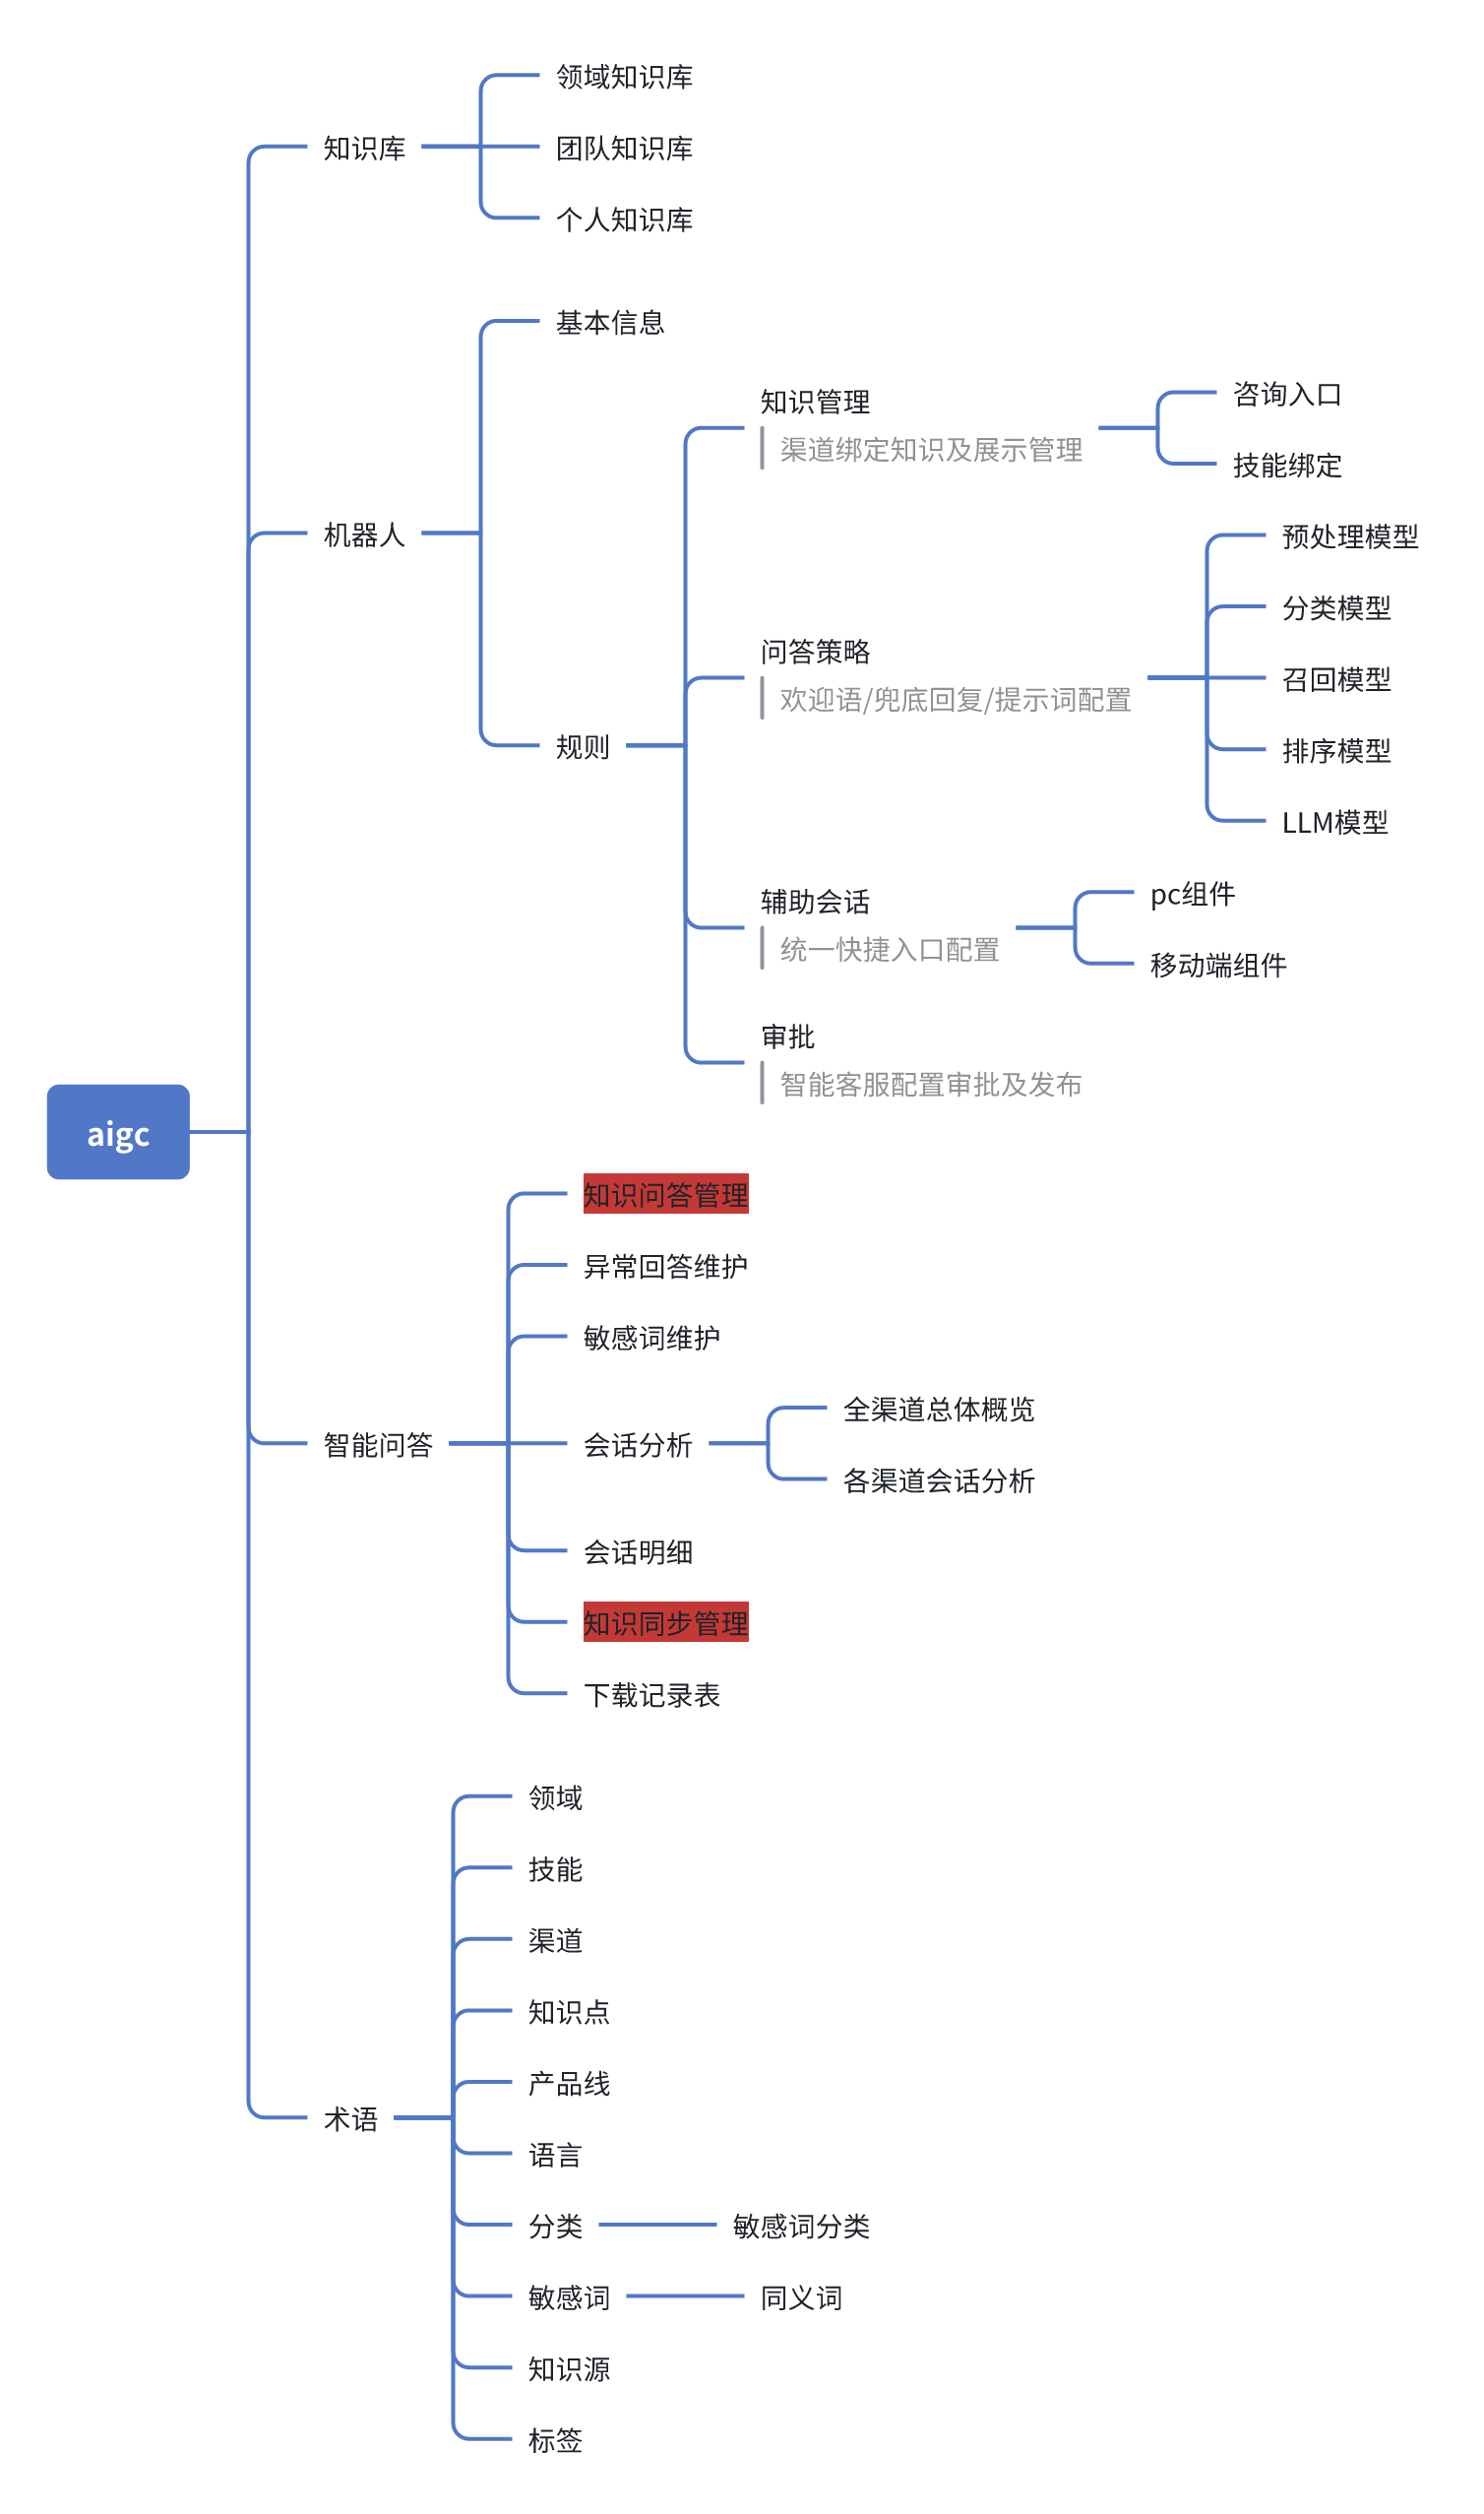 领域知识库
知识库
团队知识库
个人知识库
基本信息
知识管理
渠道绑定知识及展示管理
咨询入口
技能绑定
机器人
预处理模型
分类模型
问答策略
欢迎语/兜底回复/提示词配置
召回模型
规则
排序模型
LLM模型
辅助会话
统一快捷入口配置
pc组件
移动端组件
审批
智能客服配置审批及发布
aigc
知识问答管理
异常回答维护
敏感词维护
全渠道总体概览
智能问答
会话分析
各渠道会话分析
会话明细
知识同步管理
下载记录表
领域
技能
渠道
知识点
产品线
术语
语言
分类
敏感词分类
敏感词
同义词
知识源
标签